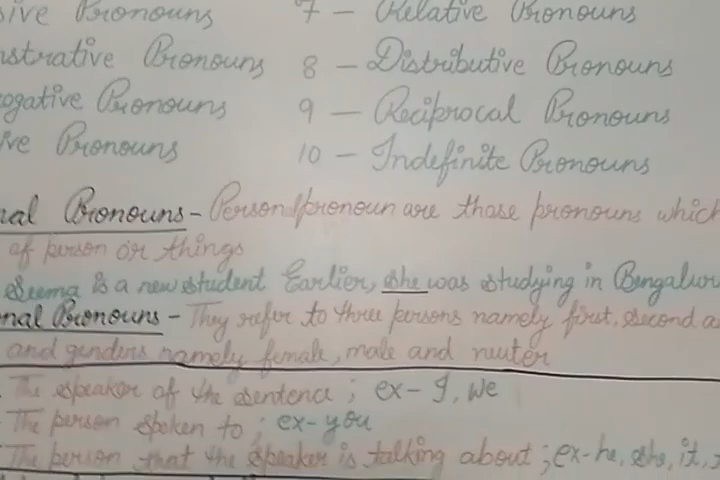 sive Pronouns 7 — Relative Pronouns
nstrative Pronouns 8 — Distributive Pronouns
ogative Pronouns 9 — Reciprocal Pronouns
ive Pronouns 10 — Indefinite Pronouns
nal Pronouns - Personal pronoun are those pronouns which
of person or things
Seema is a new student Earlier, she was studying in Bengalur
nal Pronouns - They refer to three persons namely first, second a
and genders namely female, male and neuter
The speaker of the sentence ; ex - I, we
The person spoken to ; ex - you
The person that the speaker is talking about ; ex - he, she, it,